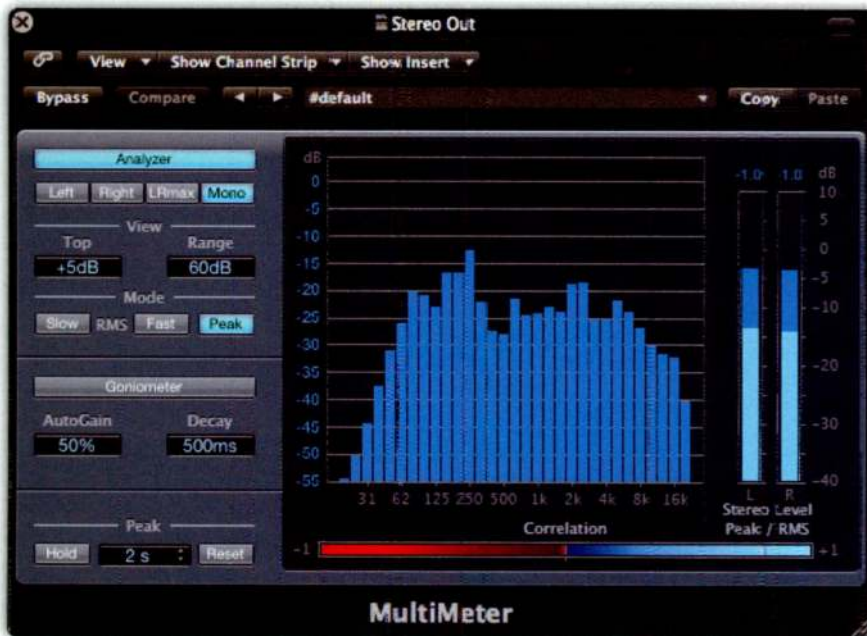 Stereo Out
View Show Channel Strip Show Insert
Bypass Compare #default Copy Paste
Analyzer
Left Right LRmax Mono
View
Top Range
+5dB 60dB
Mode
Slow RMS Fast Peak
Goniometer
AutoGain Decay
50% 500ms
Peak
Hold 2 s Reset
dB
0
-5
-10
-15
-20
-25
-30
-35
-40
-45
-50
-55
31 62 125 250 500 1k 2k 4k 8k 16k
-1.0 -1.0 dB
10
5
0
-5
-10
-20
-30
-40
L R
Stereo Level
Peak / RMS
Correlation
-1 +1
MultiMeter